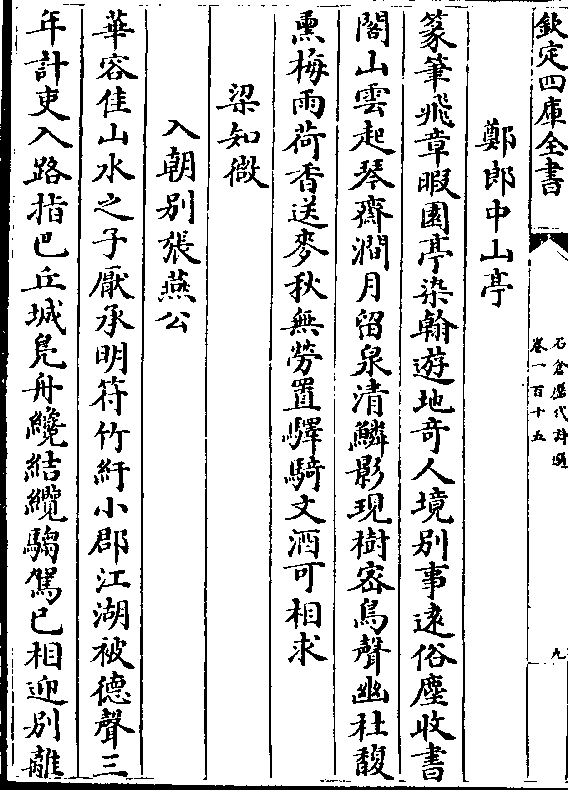 欽定四庫全書
石倉歷代詩選
卷一百十五
九
鄭郎中山亭
篆筆飛章暇園亭染翰遊地奇人境別事遠俗塵收書
閣山雲起琴齋澗月留泉清鱗影現樹密鳥聲幽社馥
熏梅雨荷香送麥秋無勞置驛騎文酒可相求
梁知微
入朝别張燕公
華容佳山水之子厭承明符竹紆小郡江湖被德聲三
年計吏入路指巴丘城鳧舟纔結纜騶駕已相迎别離